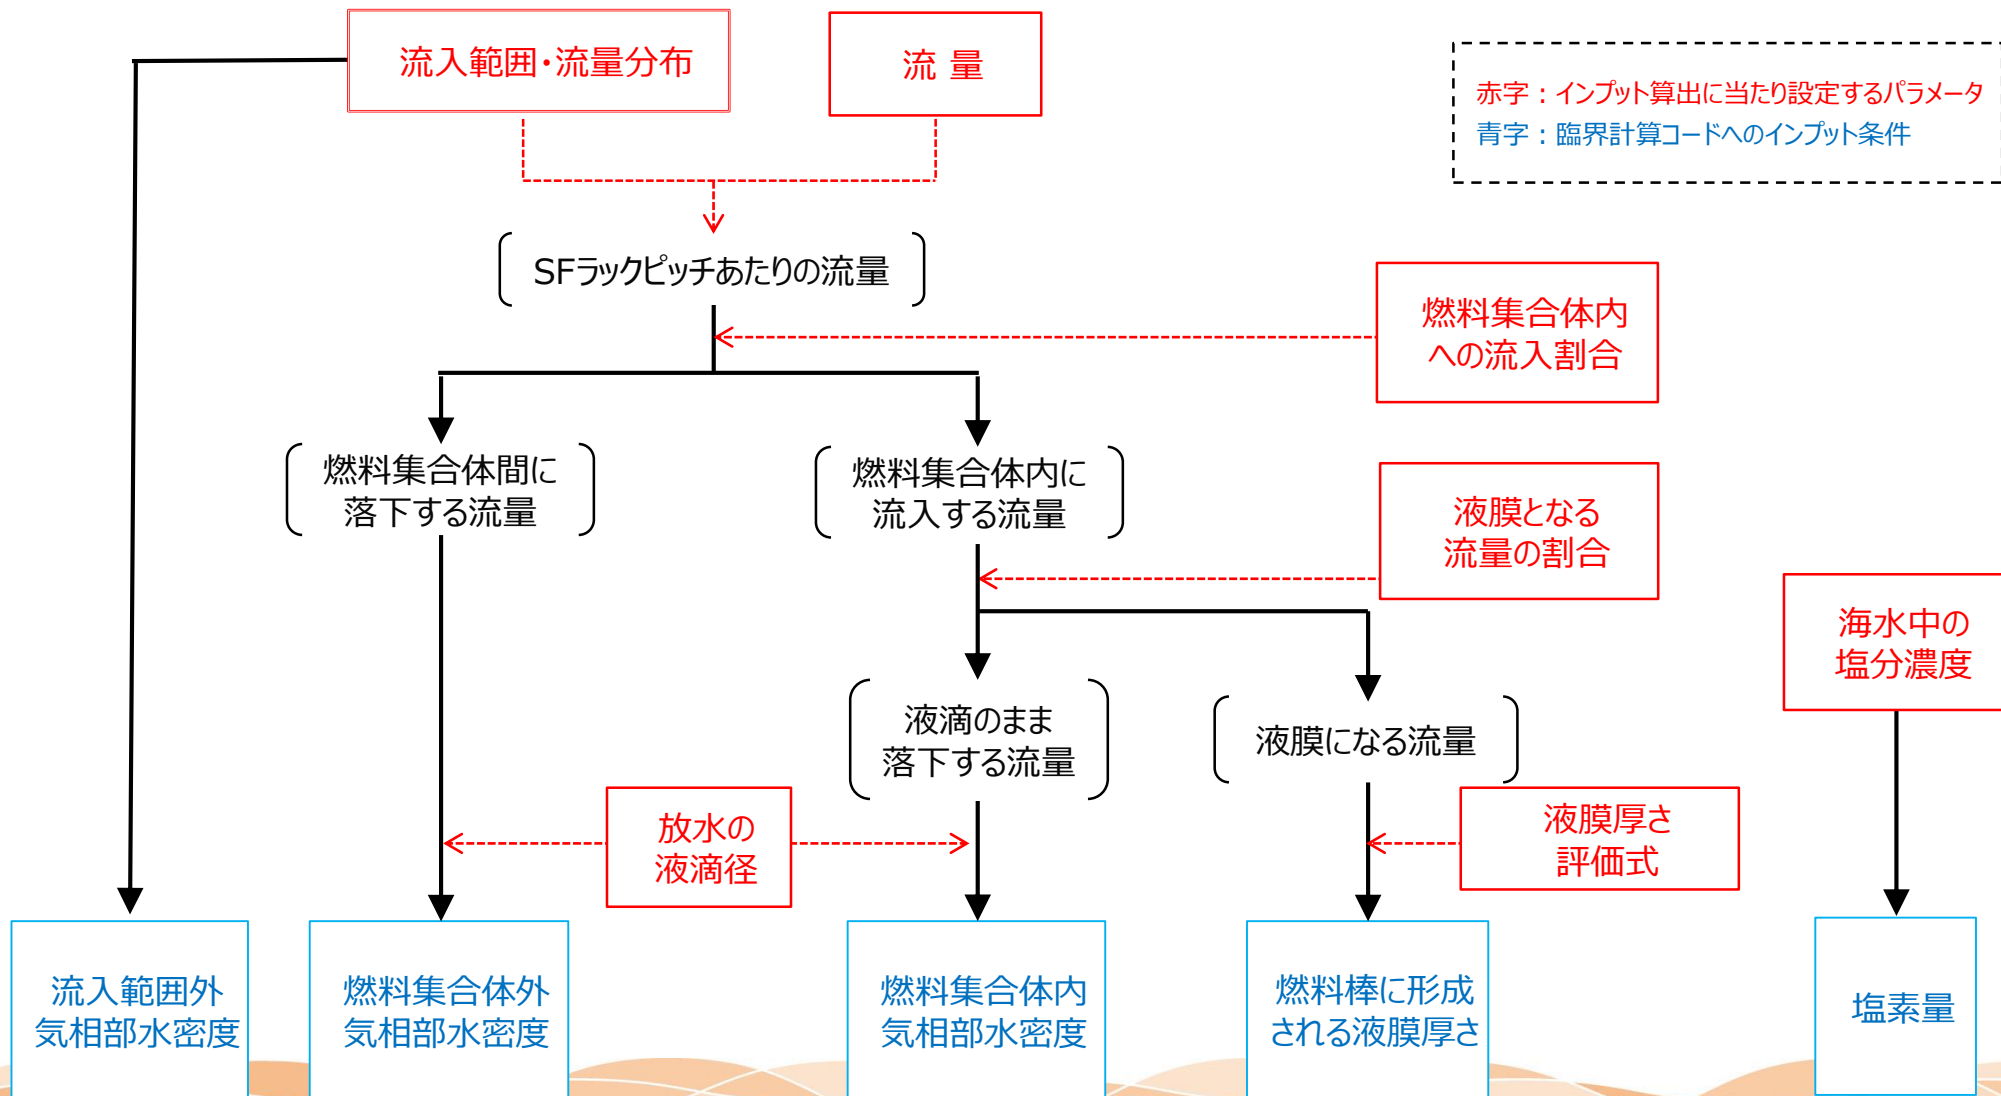 流入範囲・流量分布
流 量
赤字：インプット算出に当たり設定するパラメータ
青字：臨界計算コードへのインプット条件
SFラックピッチあたりの流量
燃料集合体内
への流入割合
燃料集合体間に
落下する流量
燃料集合体内に
流入する流量
液膜となる
流量の割合
海水中の
塩分濃度
液滴のまま
落下する流量
液膜になる流量
放水の
液滴径
液膜厚さ
評価式
流入範囲外
気相部水密度
燃料集合体外
気相部水密度
燃料集合体内
気相部水密度
燃料棒に形成
される液膜厚さ
塩素量